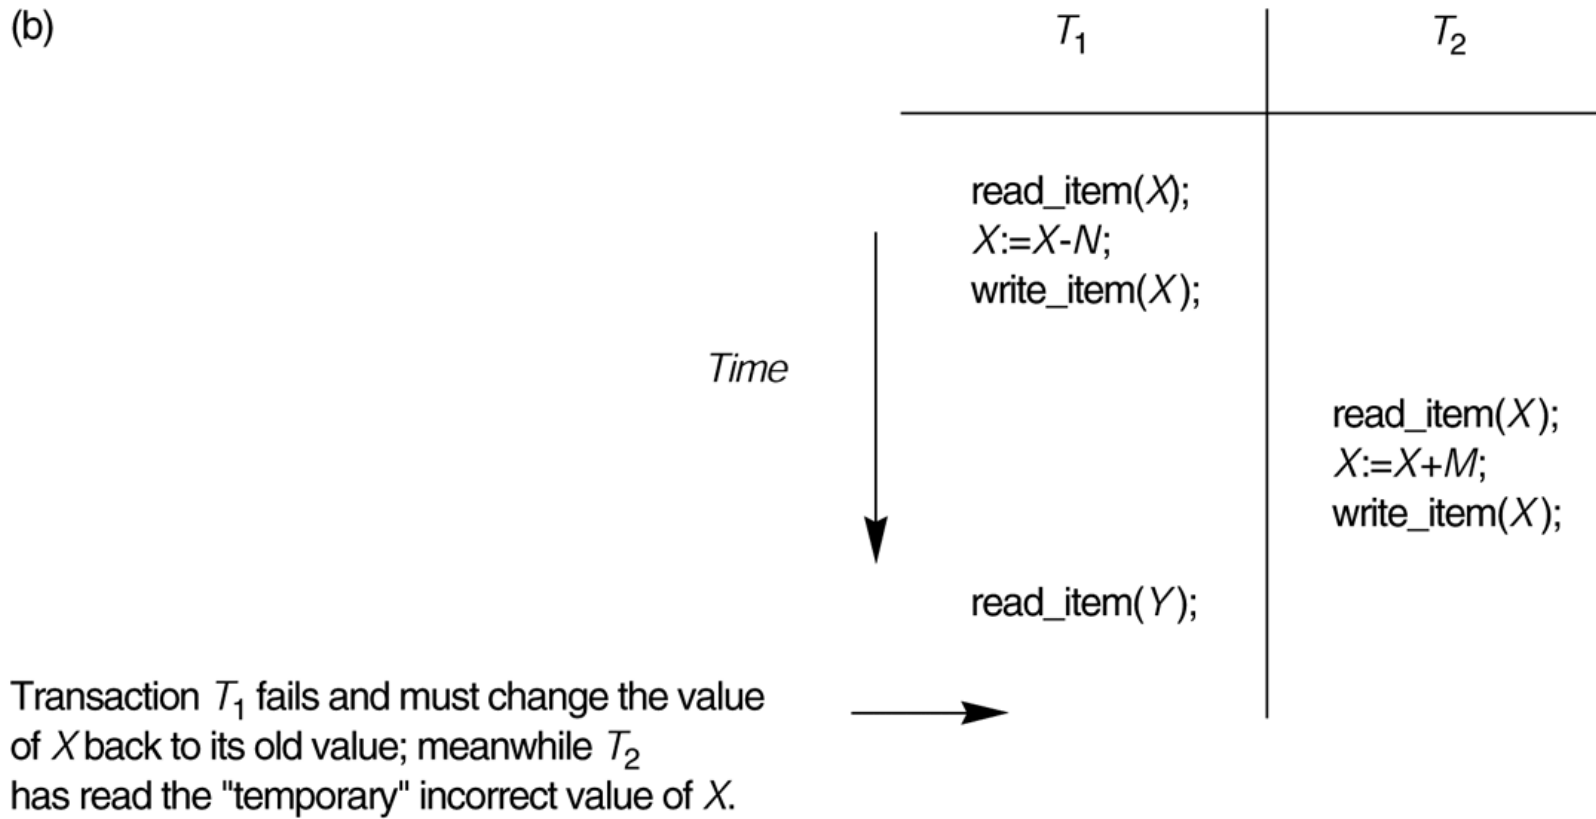 (b)
T1 T2
read_item(X);
X:=X-N;
write_item(X);
Time
read_item(X);
X:=X+M;
write_item(X);
read_item(Y);
Transaction T1 fails and must change the value
of X back to its old value; meanwhile T2
has read the "temporary" incorrect value of X.